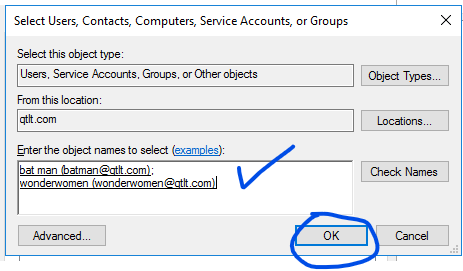 Select Users, Contacts, Computers, Service Accounts, or Groups
Select this object type:
Users, Service Accounts, Groups, or Other objects
Object Types...
From this location:
qtlt.com
Locations...
Enter the object names to select (examples):
bat man (batman@qtlt.com);
wonderwomen (wonderwomen@qtlt.com)
Check Names
Advanced...
OK
Cancel